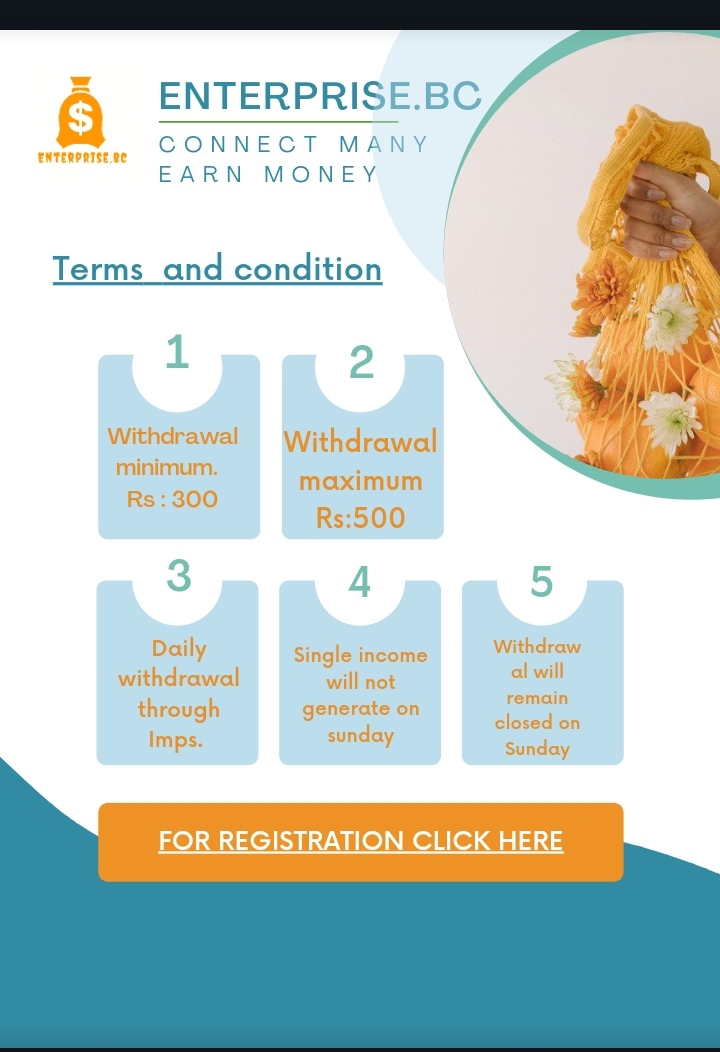 ENTERPRISE.BC
$
ENTERPRISE.BC
CONNECT MANY
EARN MONEY
Terms and condition
1
Withdrawal
minimum.
Rs : 300
2
Withdrawal
maximum
Rs:500
3
Daily
withdrawal
through
Imps.
4
Single income
will not
generate on
sunday
5
Withdraw
al will
remain
closed on
Sunday
FOR REGISTRATION CLICK HERE